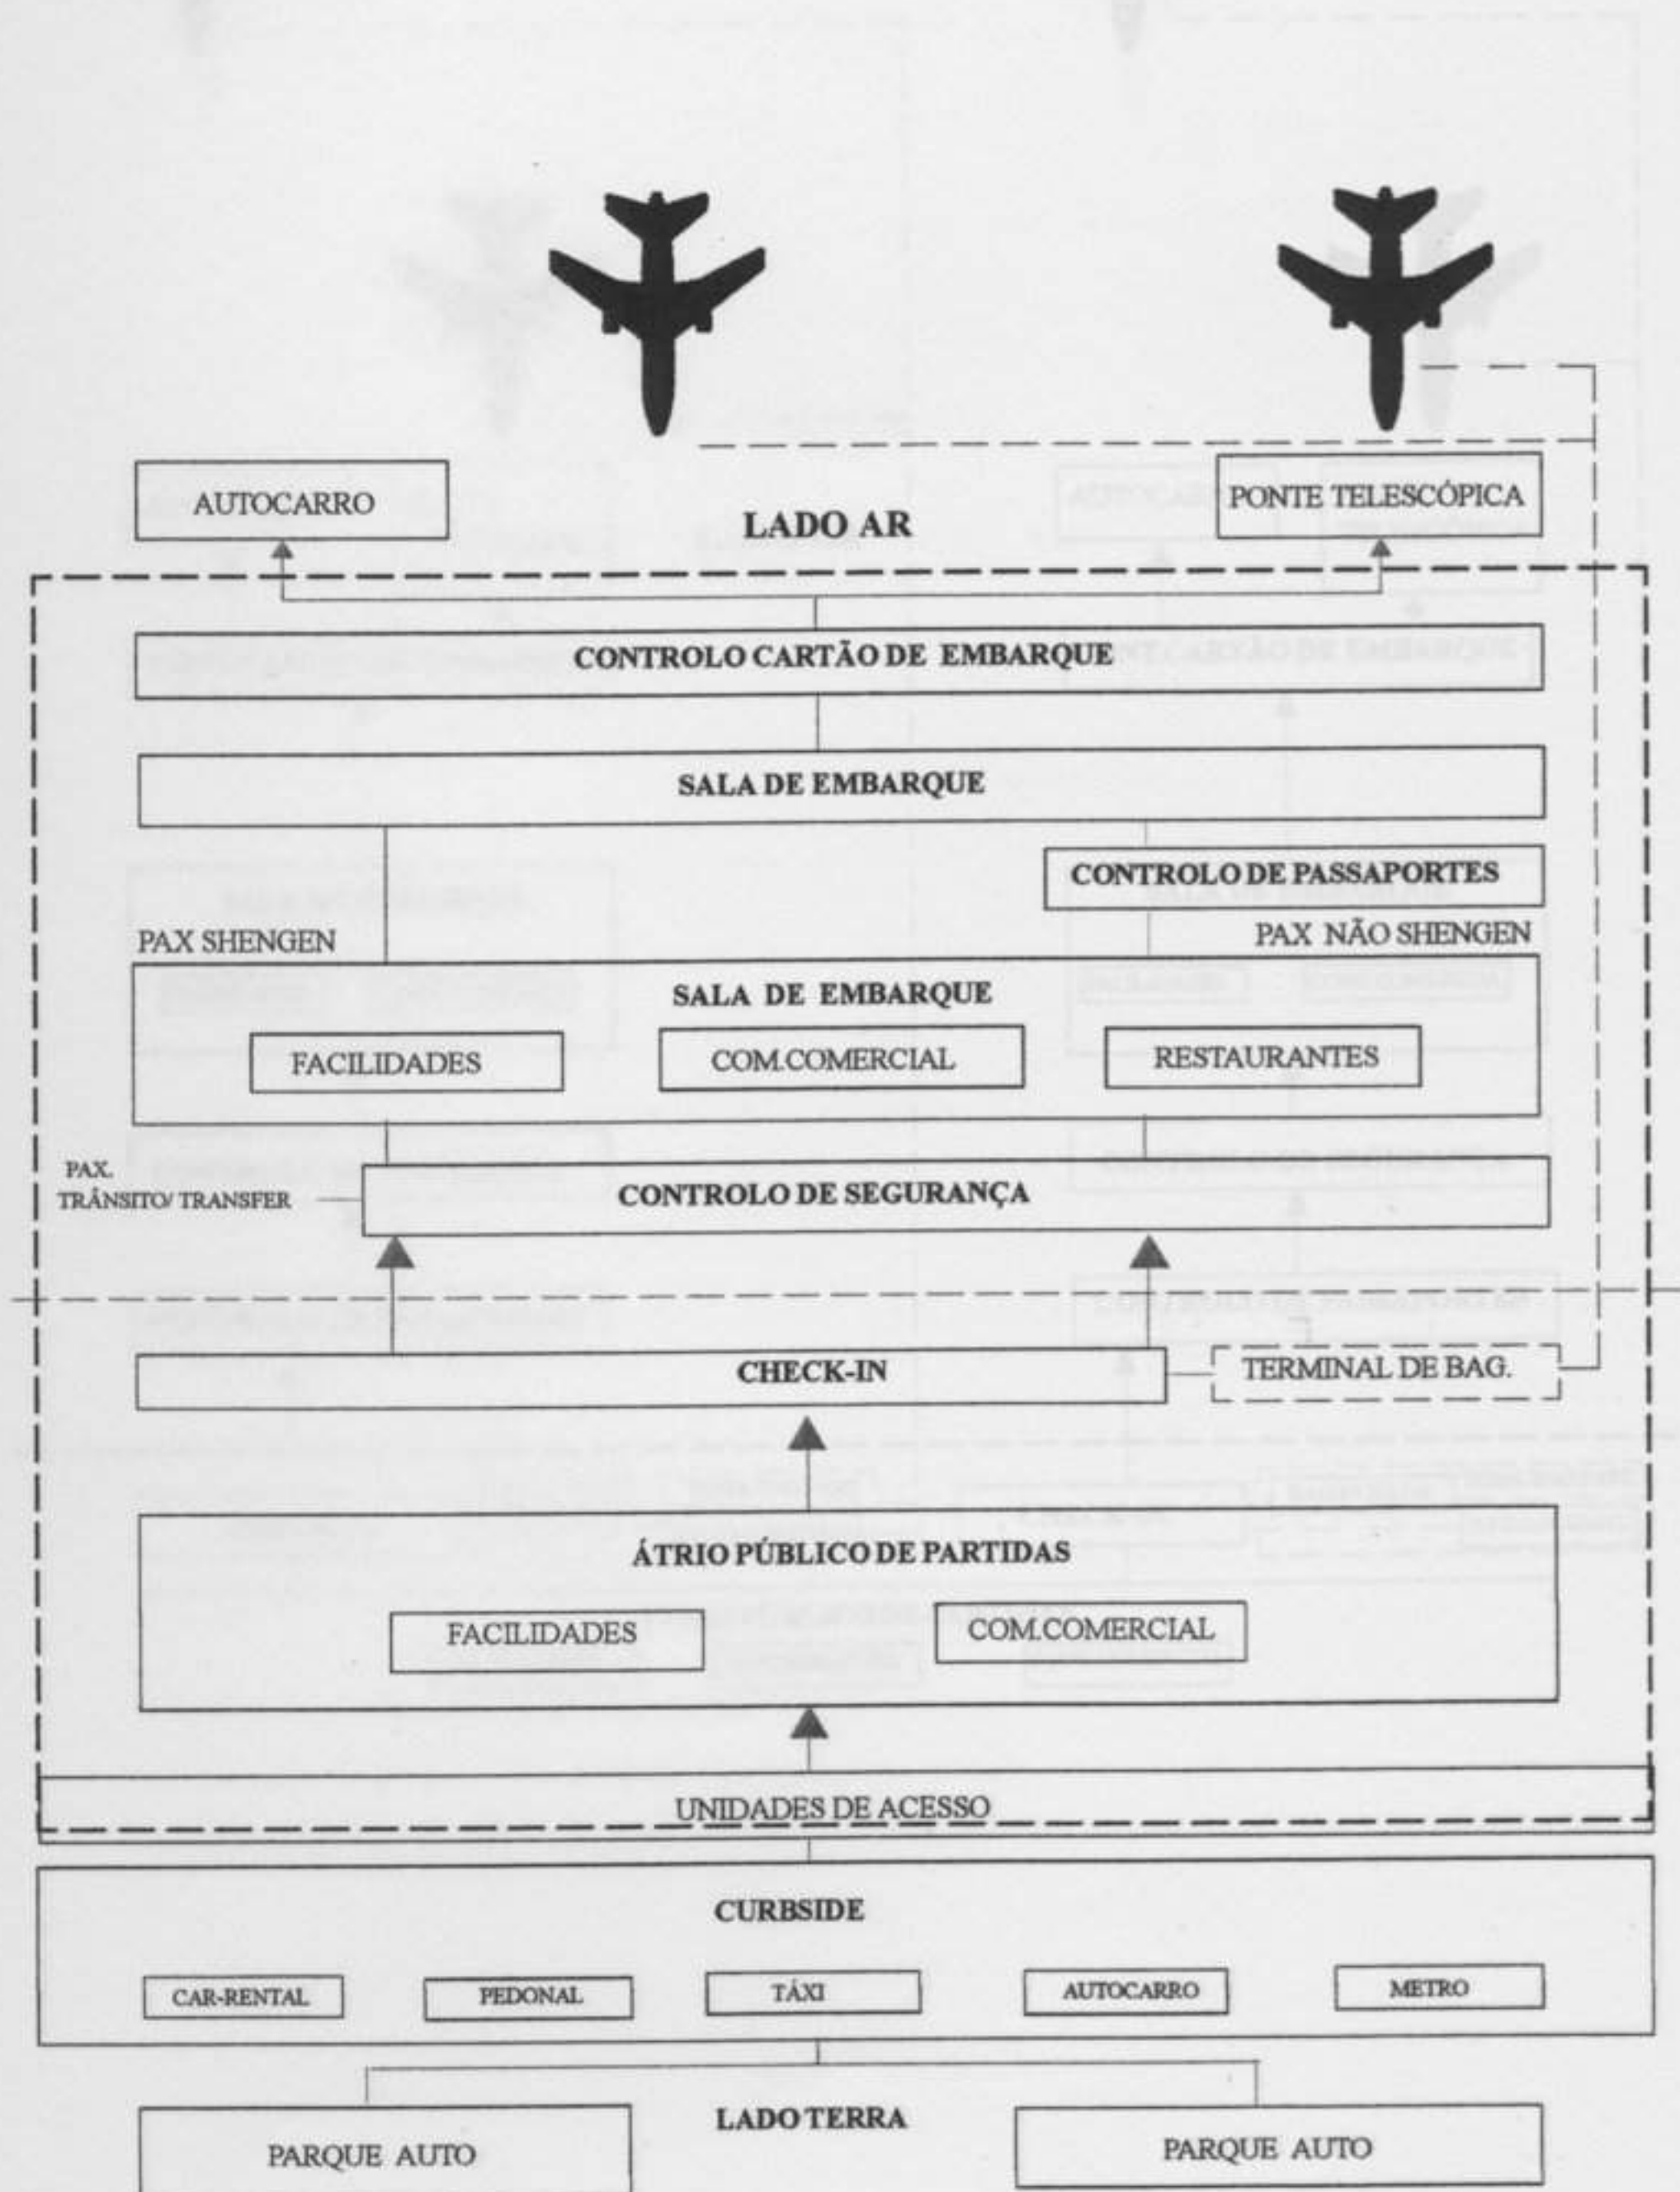 AUTOCARRO
LADO AR
PONTE TELESCÓPICA
CONTROLO CARTÃO DE EMBARQUE
SALA DE EMBARQUE
CONTROLO DE PASSAPORTES
PAX SHENGEN
PAX NÃO SHENGEN
SALA DE EMBARQUE
FACILIDADES
COM.COMERCIAL
RESTAURANTES
PAX.
TRÂNSITO/ TRANSFER
CONTROLO DE SEGURANÇA
CHECK-IN
TERMINAL DE BAG.
ÁTRIO PÚBLICO DE PARTIDAS
FACILIDADES
COM.COMERCIAL
UNIDADES DE ACESSO
CURBSIDE
CAR-RENTAL
PEDONAL
TÁXI
AUTOCARRO
METRO
LADO TERRA
PARQUE AUTO
PARQUE AUTO